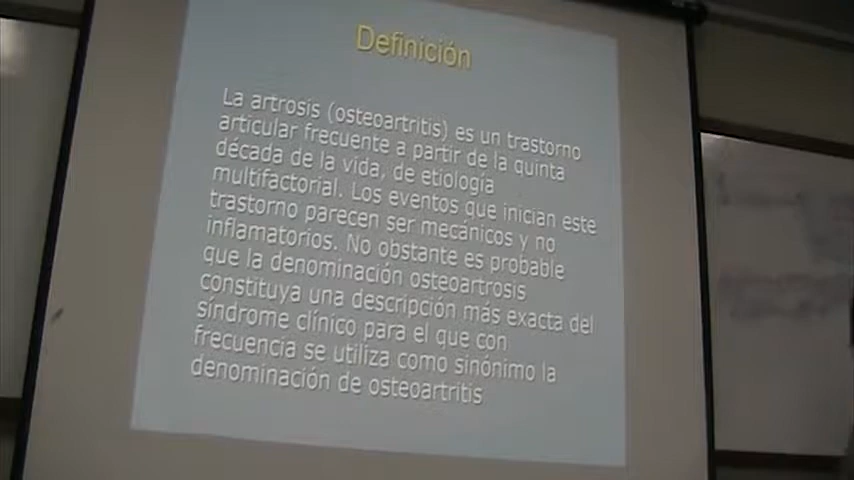 Definición
La artrosis (osteoartritis) es un trastorno
articular frecuente a partir de la quinta
década de la vida, de etiología
multifactorial. Los eventos que inician este
trastorno parecen ser mecánicos y no
inflamatorios. No obstante es probable
que la denominación osteoartrosis
constituya una descripción más exacta del
síndrome clínico para el que con
frecuencia se utiliza como sinónimo la
denominación de osteoartritis